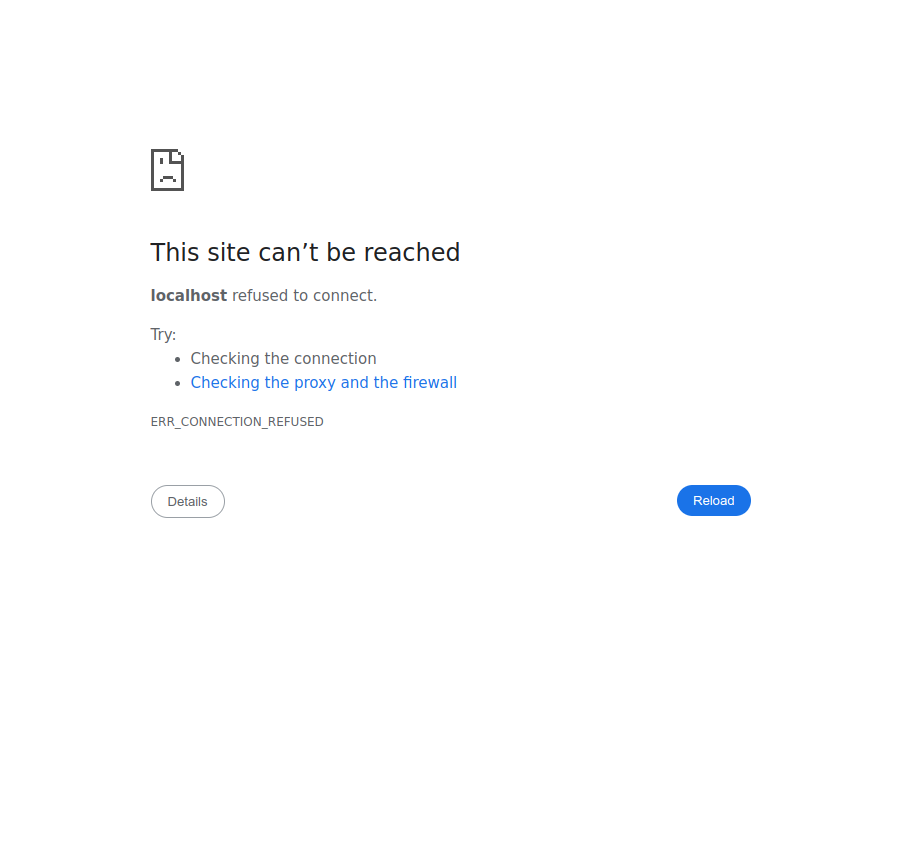 This site can’t be reached
localhost refused to connect.
Try:
Checking the connection
Checking the proxy and the firewall
ERR_CONNECTION_REFUSED
Details
Reload